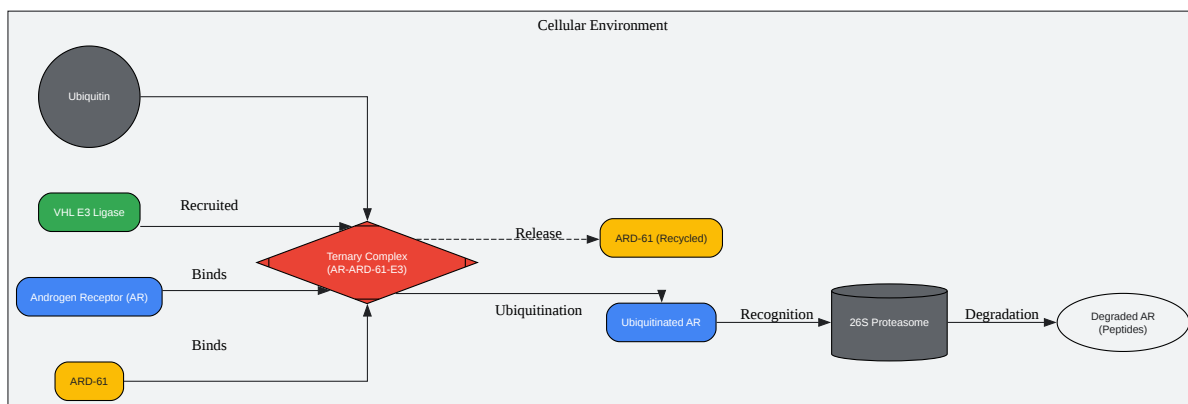 Cellular Environment
Ubiquitin
VHL E3 Ligase
Recruited
Release
ARD-61 (Recycled)
Ternary Complex
(AR-ARD-61-E3)
Binds
Androgen Receptor (AR)
Ubiquitination
Ubiquitinated AR
Recognition
26S Proteasome
Degradation
Degraded AR
(Peptides)
Binds
ARD-61